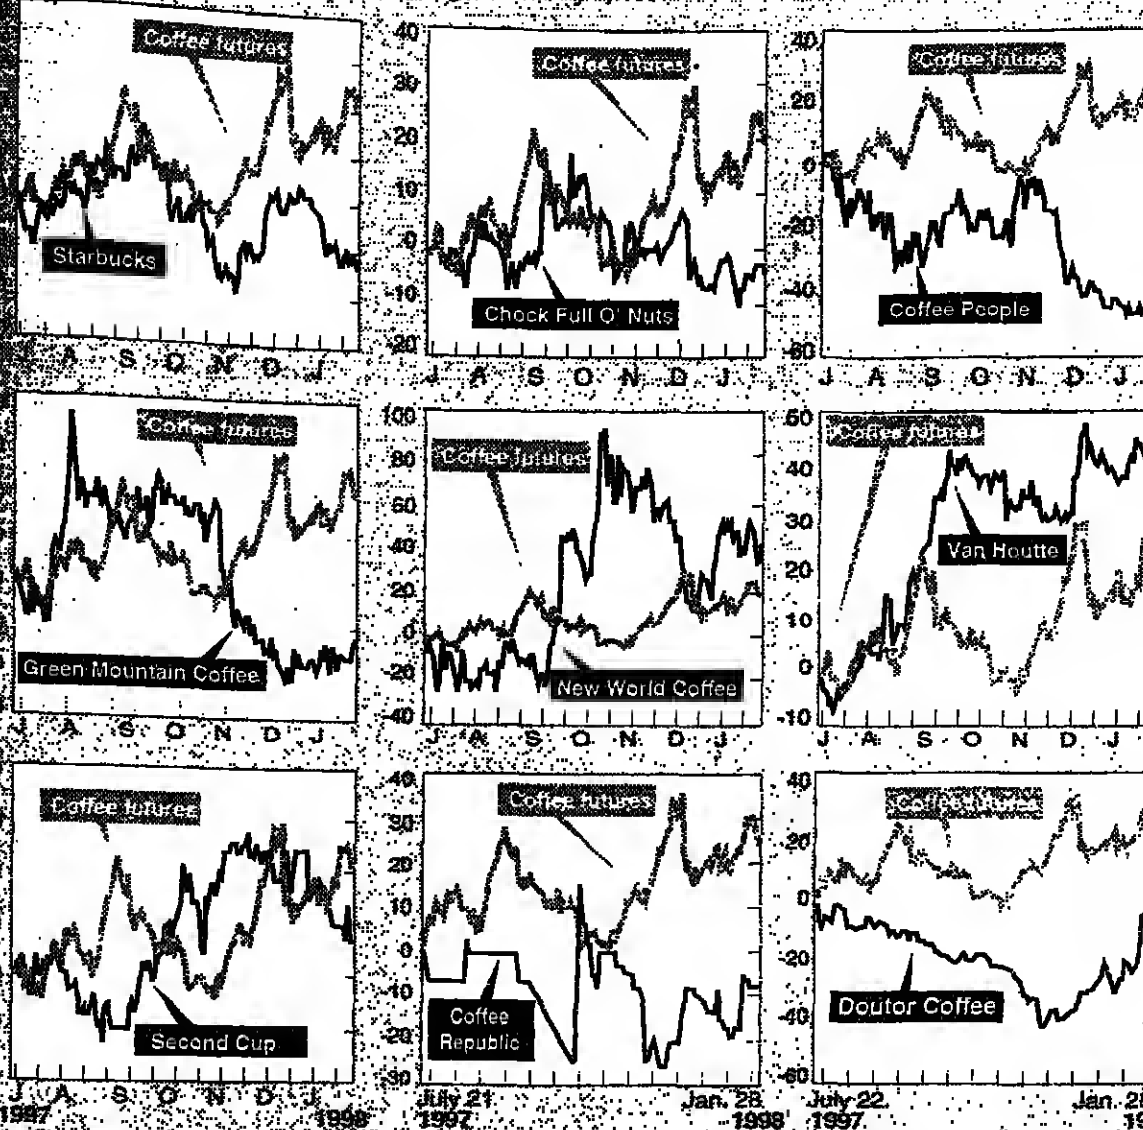 Coffee futures
Starbucks
J A S O N D J
40
30
20
10
0
-10
-20
Coffee futures
Chock Full O' Nuts
J A S O N D J
40
20
0
-20
-40
-60
Coffee futures
Coffee People
J A S O N D J
Coffee futures
Green Mountain Coffee
J A S O N D J
100
80
60
40
20
0
-20
-40
Coffee futures
New World Coffee
J A S O N D J
50
40
30
20
10
0
-10
Coffee futures
Van Houtte
J A S O N D J
Coffee futures
Second Cup
J A S O N D J
1997 1998
40
30
20
10
0
-10
-20
-30
Coffee futures
Coffee
Republic
July 21 Jan. 28
1997 1998
40
20
0
-20
-40
-60
Coffee futures
Doutor Coffee
July 22 Jan.
1997